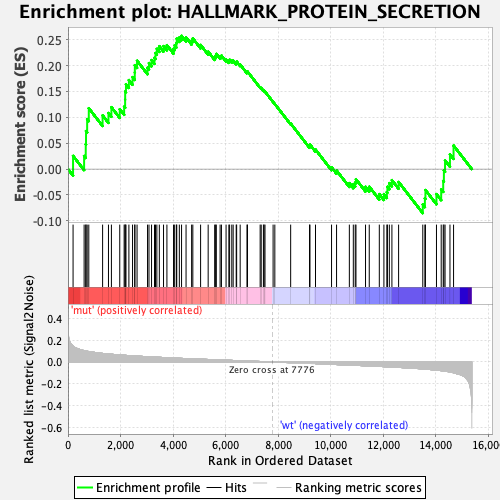 Enrichment plot: HALLMARK_PROTEIN_SECRETION
Enrichment score (ES)
0.25
0.20
0.15
0.10
0.05
0.00
-0.05
-0.10
'mut' (positively correlated)
Ranked list metric (Signal2Noise)
0.4
0.2
0.0
-0.2
-0.4
-0.6
Zero cross at 7776
'wt' (negatively correlated)
0 2,000 4,000 6,000 8,000 10,000 12,000 14,000 16,000
Rank in Ordered Dataset
Enrichment profile Hits Ranking metric scores